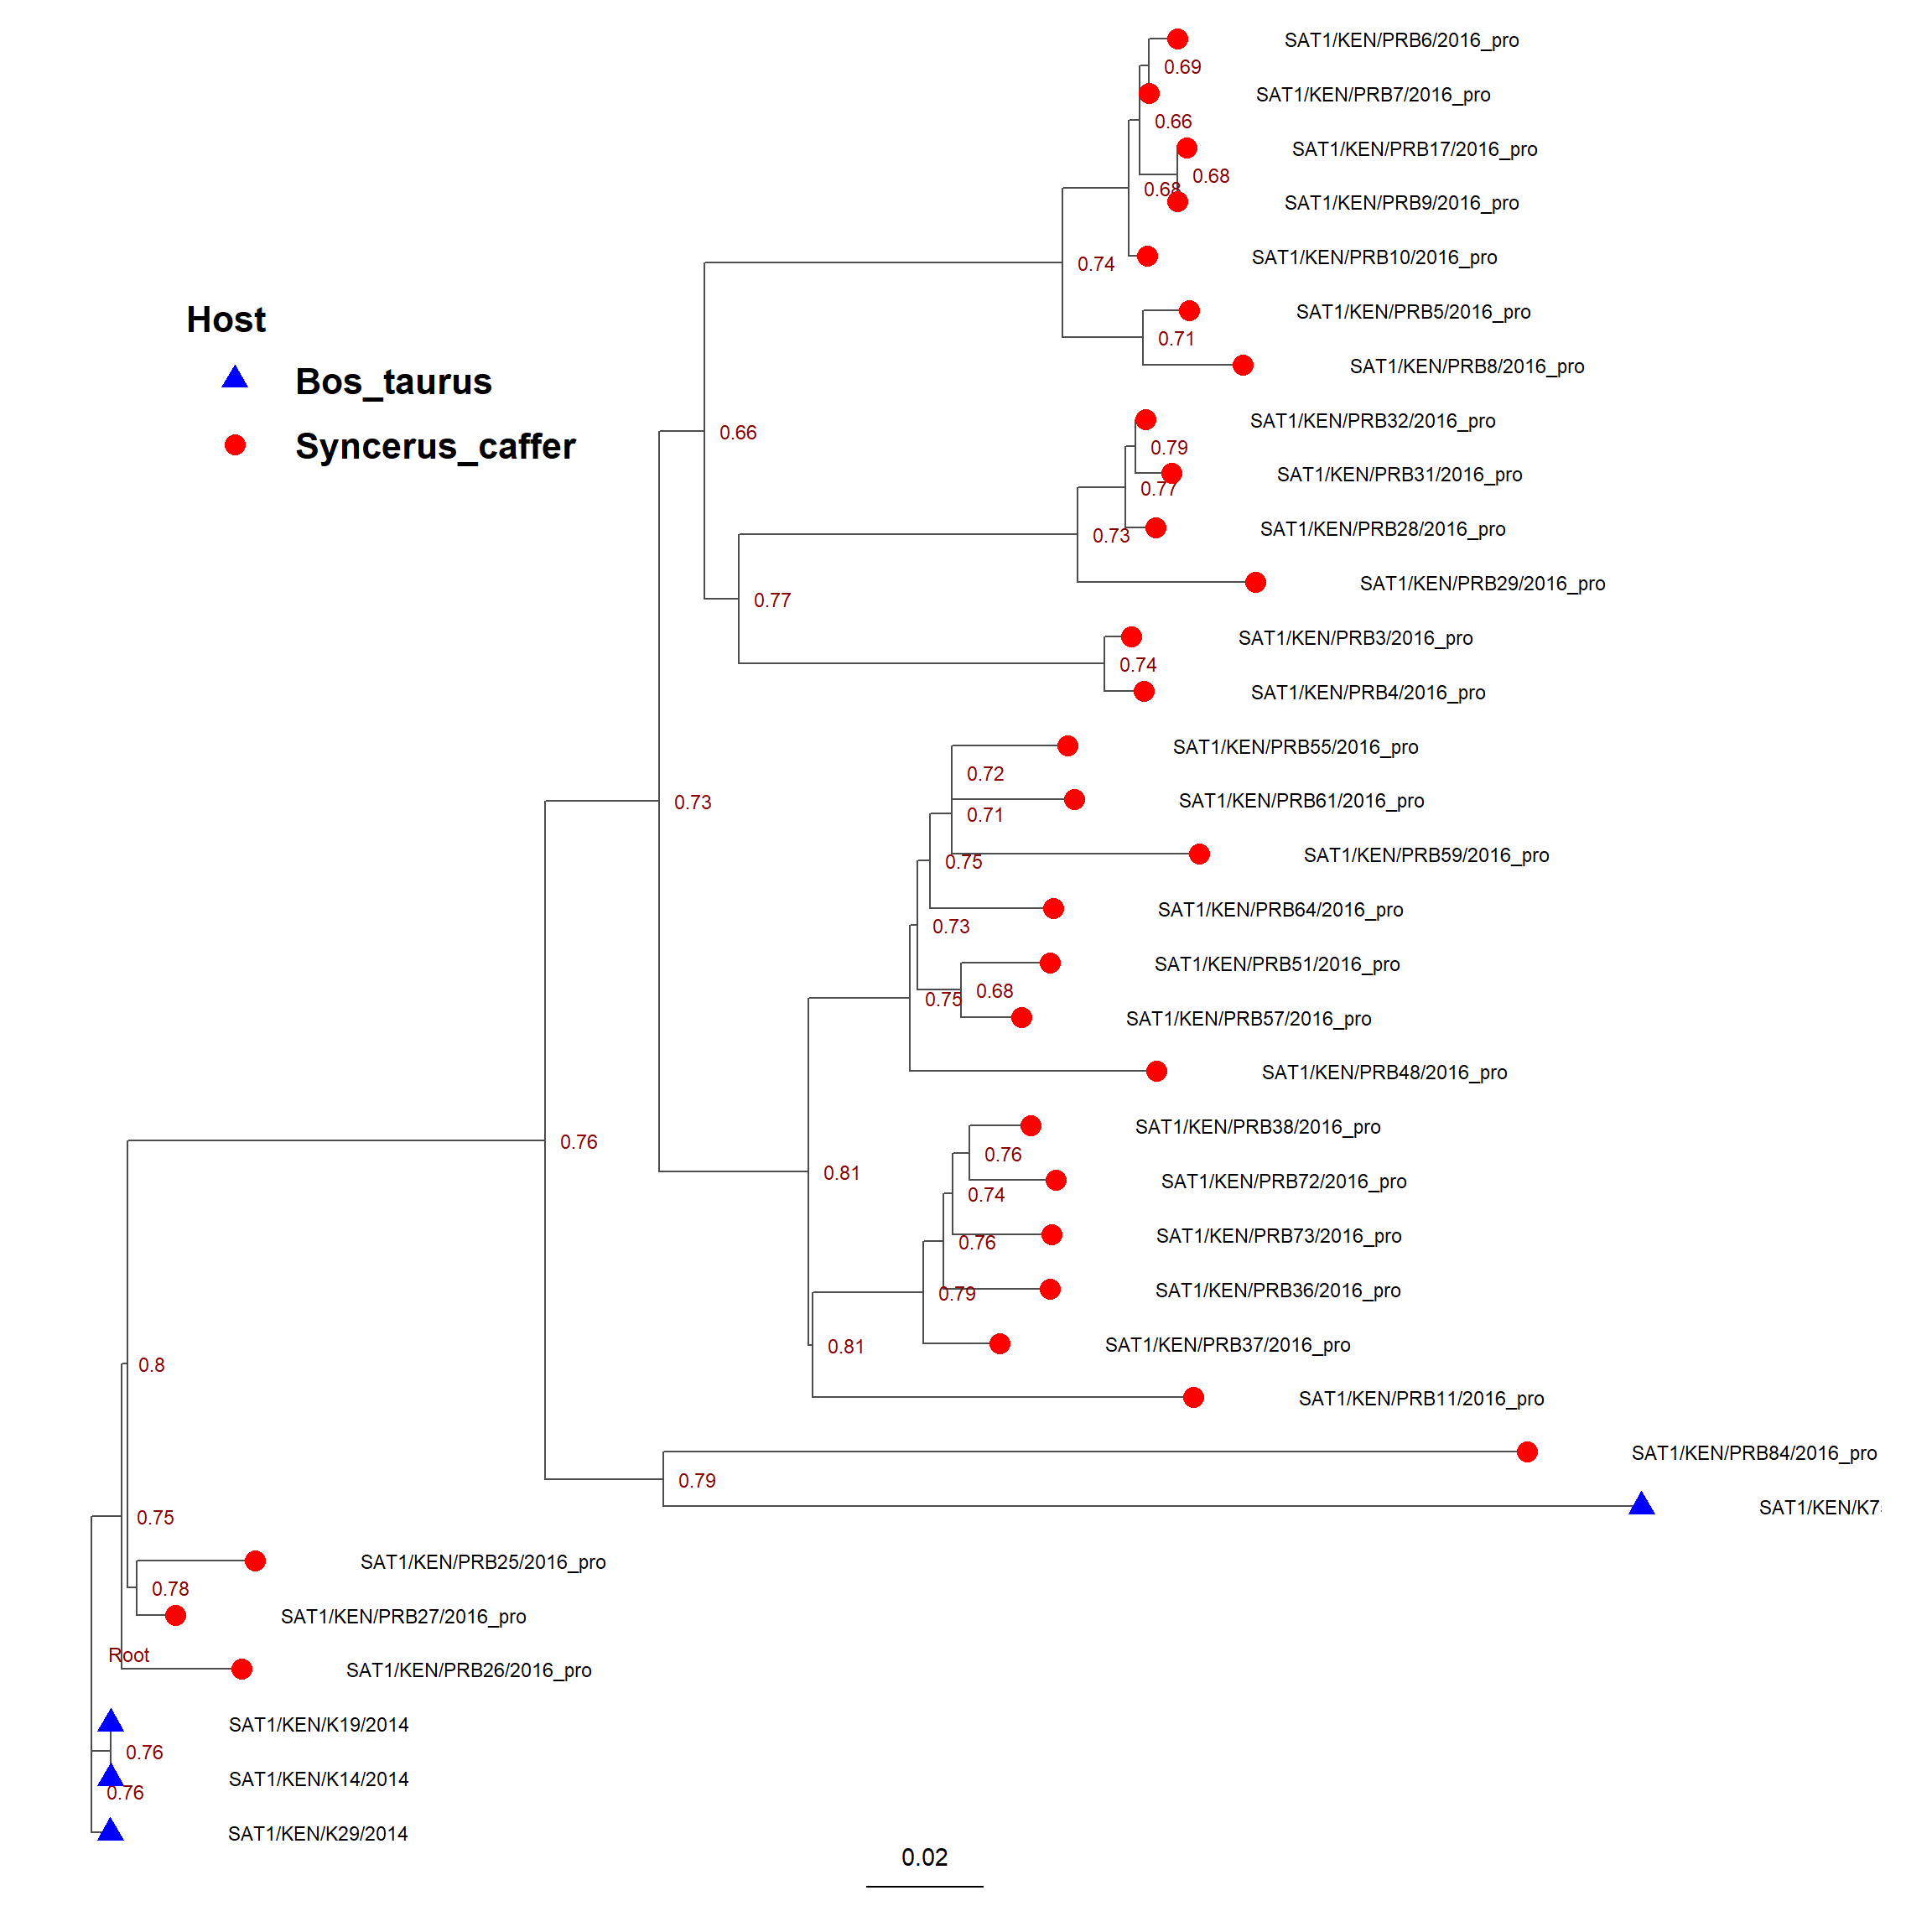 SAT1/KEN/PRB6/2016_pro
0.69
SAT1/KEN/PRB7/2016_pro
0.66
SAT1/KEN/PRB17/2016_pro
0.68
0.68
SAT1/KEN/PRB9/2016_pro
SAT1/KEN/PRB10/2016_pro
0.74
SAT1/KEN/PRB5/2016_pro
0.71
SAT1/KEN/PRB8/2016_pro
Host
Bos_taurus
Syncerus_caffer
SAT1/KEN/PRB32/2016_pro
0.66
0.79
SAT1/KEN/PRB31/2016_pro
0.77
SAT1/KEN/PRB28/2016_pro
0.73
SAT1/KEN/PRB29/2016_pro
0.77
SAT1/KEN/PRB3/2016_pro
0.74
SAT1/KEN/PRB4/2016_pro
SAT1/KEN/PRB55/2016_pro
0.72
SAT1/KEN/PRB61/2016_pro
0.73
0.71
SAT1/KEN/PRB59/2016_pro
0.75
SAT1/KEN/PRB64/2016_pro
0.73
SAT1/KEN/PRB51/2016_pro
0.68
0.75
SAT1/KEN/PRB57/2016_pro
SAT1/KEN/PRB48/2016_pro
SAT1/KEN/PRB38/2016_pro
0.76
0.76
0.81
SAT1/KEN/PRB72/2016_pro
0.74
SAT1/KEN/PRB73/2016_pro
0.76
SAT1/KEN/PRB36/2016_pro
0.79
SAT1/KEN/PRB37/2016_pro
0.81
0.8
SAT1/KEN/PRB11/2016_pro
SAT1/KEN/PRB84/2016_pro
0.79
SAT1/KEN/K7
0.75
SAT1/KEN/PRB25/2016_pro
0.78
SAT1/KEN/PRB27/2016_pro
Root
SAT1/KEN/PRB26/2016_pro
SAT1/KEN/K19/2014
0.76
SAT1/KEN/K14/2014
0.76
SAT1/KEN/K29/2014
0.02